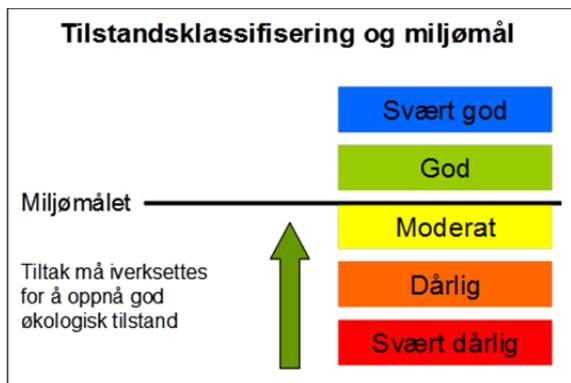 Tilstandsklassifisering og miljømål
Svært god
God
Miljømålet
Moderat
Tiltak må iverksettes
for å oppnå god
økologisk tilstand
Dårlig
Svært dårlig